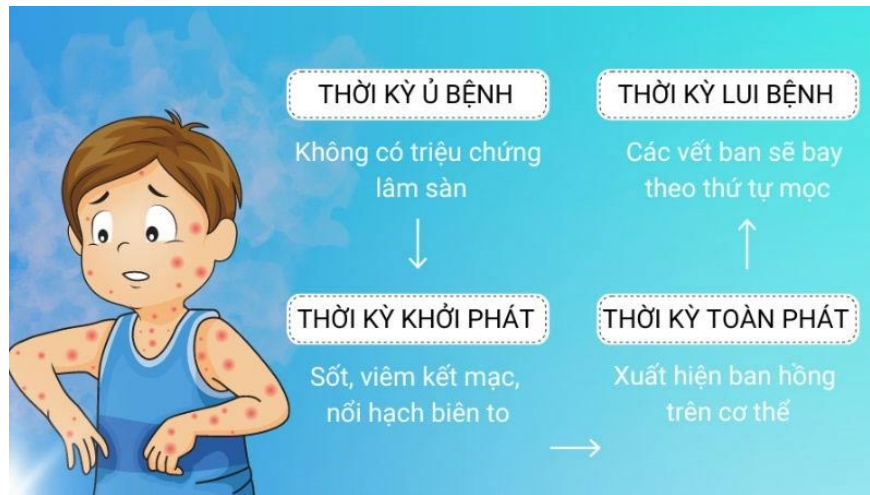 THỜI KỲ Ủ BỆNH
Không có triệu chứng
lâm sàn
THỜI KỲ KHỞI PHÁT
Sốt, viêm kết mạc,
nổi hạch biên to
THỜI KỲ TOÀN PHÁT
Xuất hiện ban hồng
trên cơ thể
THỜI KỲ LUI BỆNH
Các vết ban sẽ bay
theo thứ tự mọc